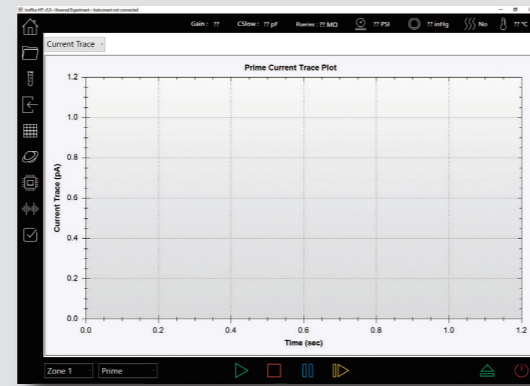 IonFlux HT v5.0 - Unsaved Experiment - Instrument not connected
Gain : ?? CSlow : ?? pF Rseries : ?? MΩ ?? PSI ?? inHg No ?? °C
Current Trace
Prime Current Trace Plot
Current Trace (pA)
1.2
1.0
0.8
0.6
0.4
0.2
0.0
0.0 0.2 0.4 0.6 0.8 1.0 1.2
Time (sec)
Zone 1 Prime